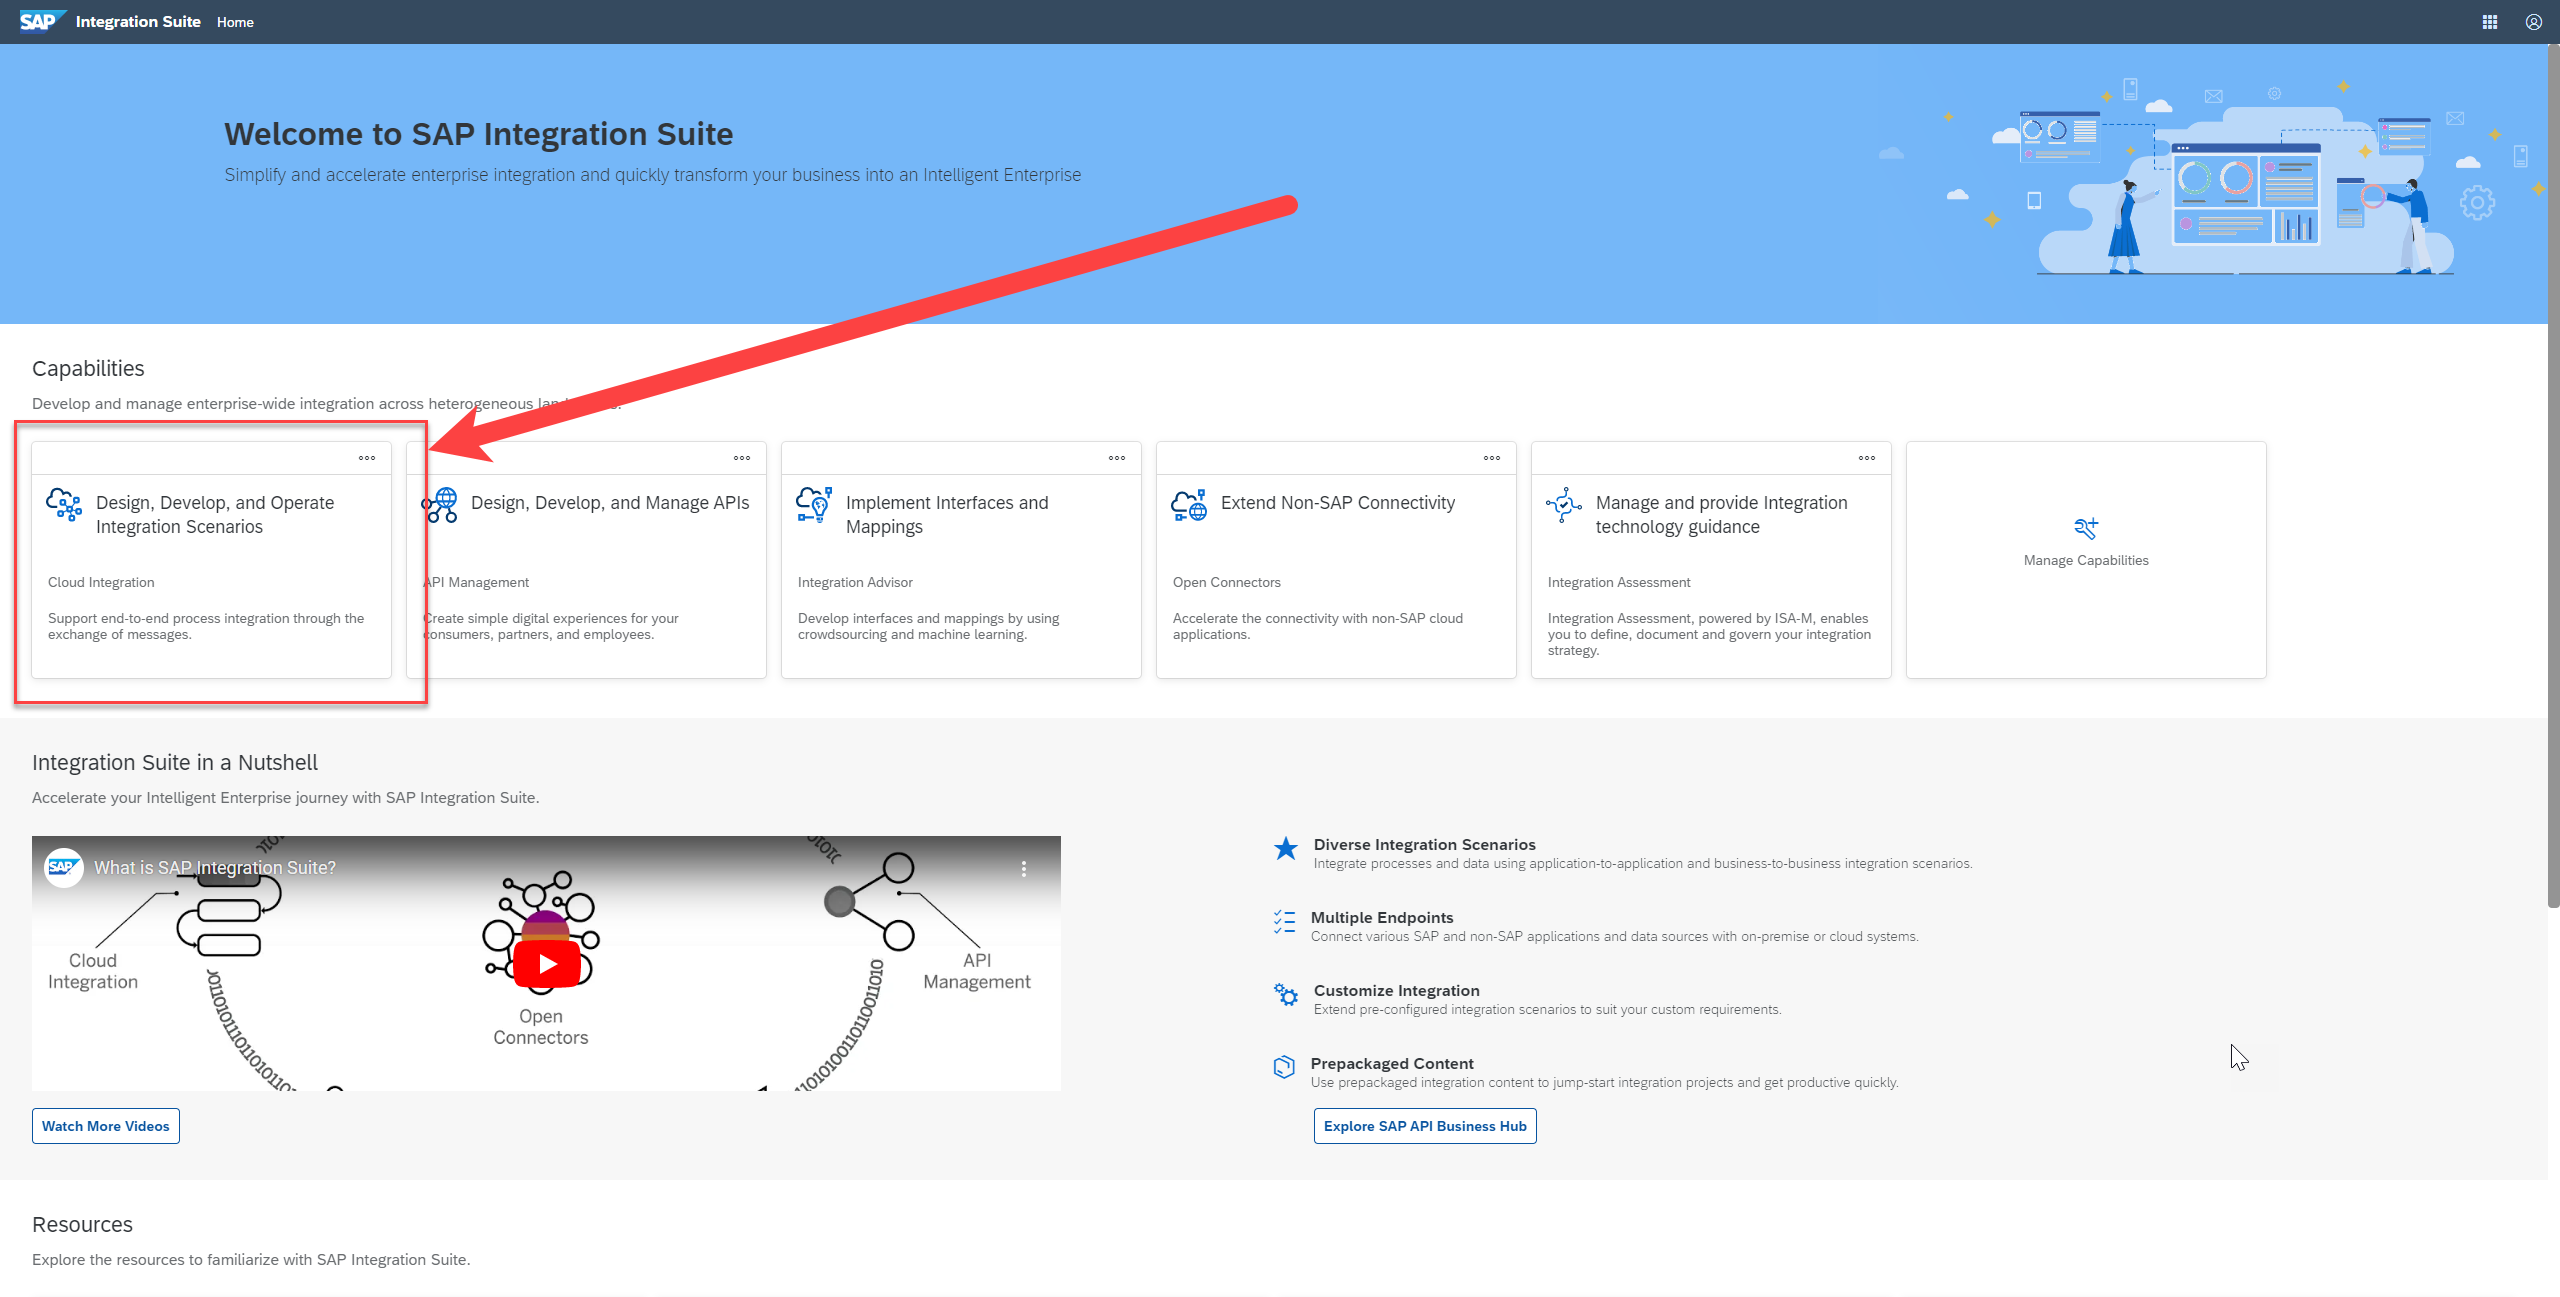 SAP Integration Suite Home
Welcome to SAP Integration Suite
Simplify and accelerate enterprise integration and quickly transform your business into an Intelligent Enterprise
Capabilities
Develop and manage enterprise-wide integration across heterogeneous
Design, Develop, and Operate
Integration Scenarios
Cloud Integration
Support end-to-end process integration through the
exchange of messages.
Design, Develop, and Manage APIs
API Management
Create simple digital experiences for your
consumers, partners, and employees.
Implement Interfaces and
Mappings
Integration Advisor
Develop interfaces and mappings by using
crowdsourcing and machine learning.
Extend Non-SAP Connectivity
Open Connectors
Accelerate the connectivity with non-SAP cloud
applications.
Manage and provide Integration
technology guidance
Integration Assessment
Integration Assessment, powered by ISA-M, enables
you to define, document and govern your integration
strategy.
Manage Capabilities
Integration Suite in a Nutshell
Accelerate your Intelligent Enterprise journey with SAP Integration Suite.
SAP What is SAP Integration Suite?
Cloud
Integration
Open
Connectors
API
Management
Watch More Videos
Diverse Integration Scenarios
Integrate processes and data using application-to-application and business-to-business integration scenarios.
Multiple Endpoints
Connect various SAP and non-SAP applications and data sources with on-premise or cloud systems.
Customize Integration
Extend pre-configured integration scenarios to suit your custom requirements.
Prepackaged Content
Use prepackaged integration content to jump-start integration projects and get productive quickly.
Explore SAP API Business Hub
Resources
Explore the resources to familiarize with SAP Integration Suite.